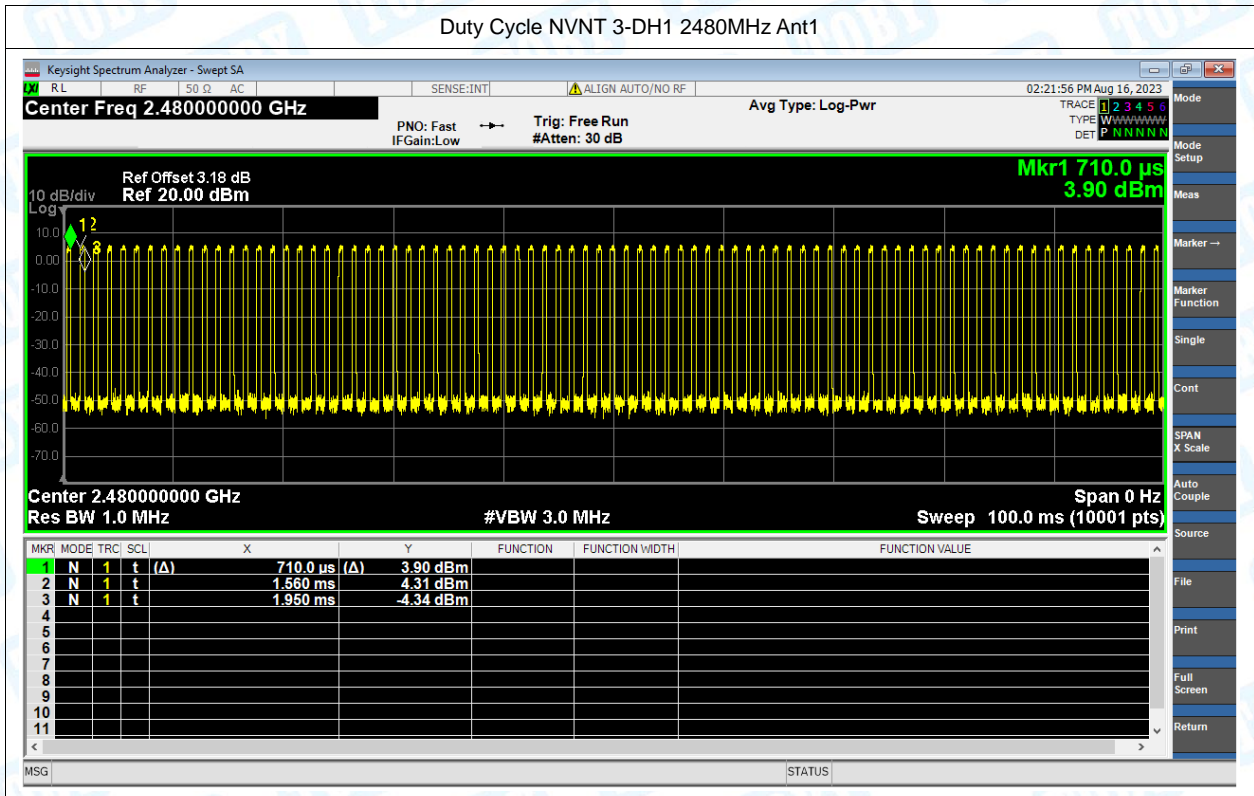 Duty Cycle NVNT 3-DH1 2480MHz Ant1
Keysight Spectrum Analyzer - Swept SA
LXI RL RF 50 Ω AC SENSE:INT ALIGN AUTO/NO RF 02:21:56 PM Aug 16, 2023
Center Freq 2.480000000 GHz
PNO: Fast
IFGain:Low
Trig: Free Run
#Atten: 30 dB
Avg Type: Log-Pwr
TRACE 1 2 3 4 5 6
TYPE WWWWWWW
DET P N N N N N
Mkr1 710.0 µs
3.90 dBm
Ref Offset 3.18 dB
10 dB/div Ref 20.00 dBm
Log
10.0
0.00
-10.0
-20.0
-30.0
-40.0
-50.0
-60.0
-70.0
1 2
3
Center 2.480000000 GHz Span 0 Hz
Res BW 1.0 MHz #VBW 3.0 MHz Sweep 100.0 ms (10001 pts)
MKR MODE TRC SCL X Y FUNCTION FUNCTION WIDTH FUNCTION VALUE
1 N 1 t (Δ) 710.0 µs (Δ) 3.90 dBm
2 N 1 t 1.560 ms 4.31 dBm
3 N 1 t 1.950 ms -4.34 dBm
4
5
6
7
8
9
10
11
MSG STATUS
Mode
Mode
Setup
Meas
Marker →
Marker
Function
Single
Cont
SPAN
X Scale
Auto
Couple
Source
File
Print
Full
Screen
Return
TOBY